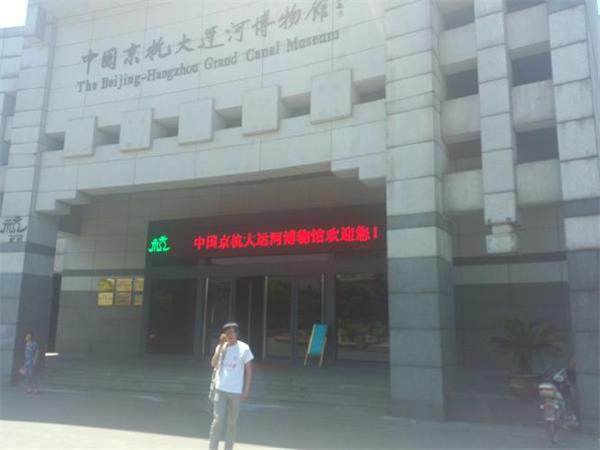 中国京杭大运河博物馆
The Beijing-Hangzhou Grand Canal Museum
中国京杭大运河博物馆欢迎您!